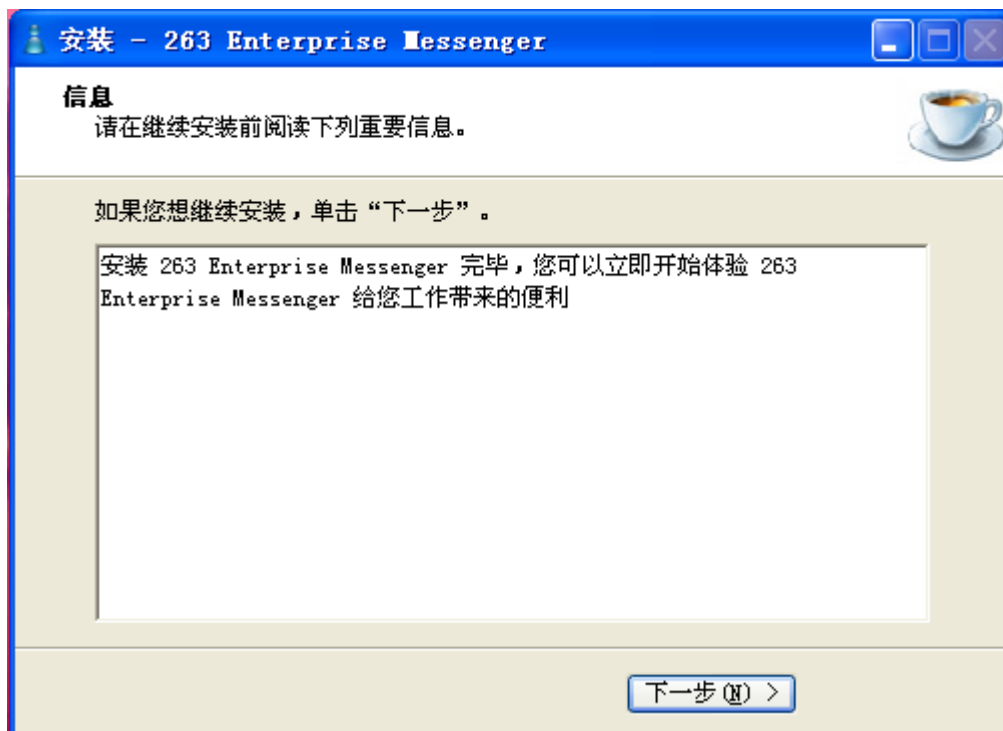 安装 - 263 Enterprise Messenger
信息
请在继续安装前阅读下列重要信息。
如果您想继续安装，单击“下一步”。
安装 263 Enterprise Messenger 完毕，您可以立即开始体验 263
Enterprise Messenger 给您工作带来的便利
下一步(N) >